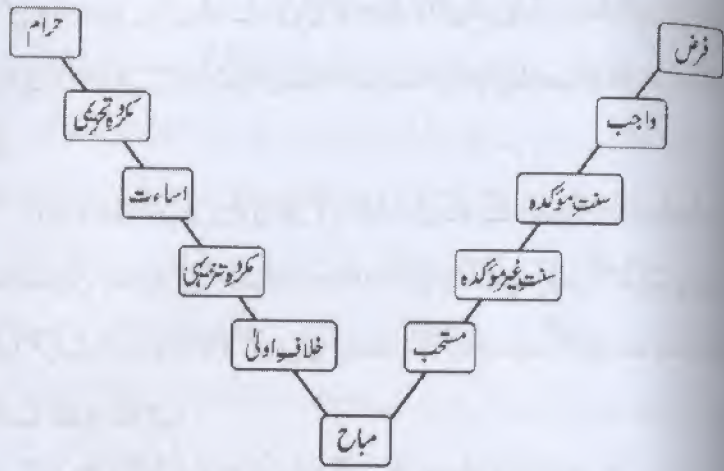 فرض
حرام
واجب
مکروہِ تحریمی
سنتِ مؤکدہ
اساءت
سنتِ غیر مؤکدہ
مکروہِ تنزیہی
مستحب
خلافِ اولیٰ
مباح